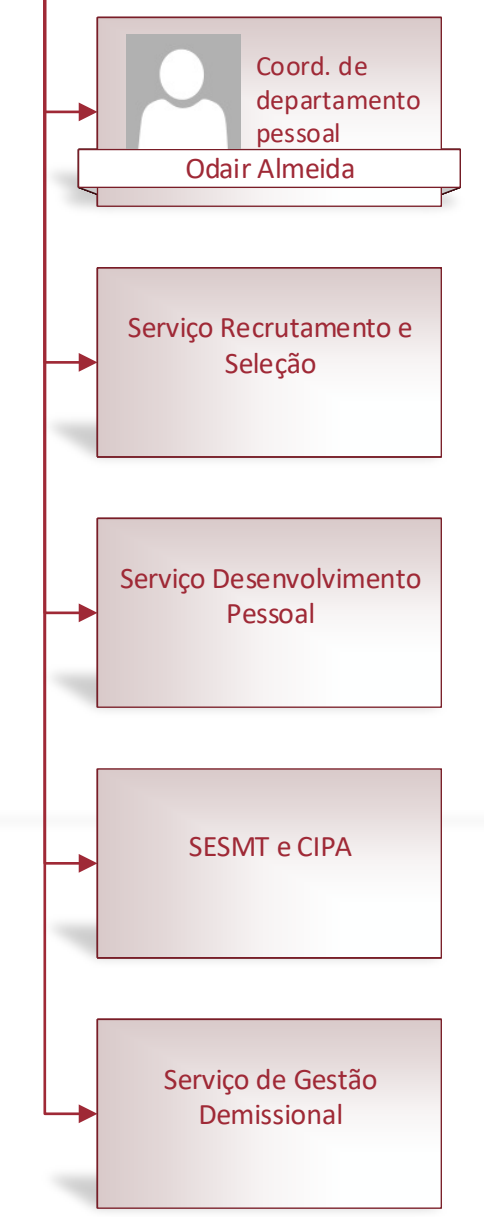 Coord. de
departamento
pessoal
Odair Almeida
Serviço Recrutamento e
Seleção
Serviço Desenvolvimento
Pessoal
SESMT e CIPA
Serviço de Gestão
Demissional